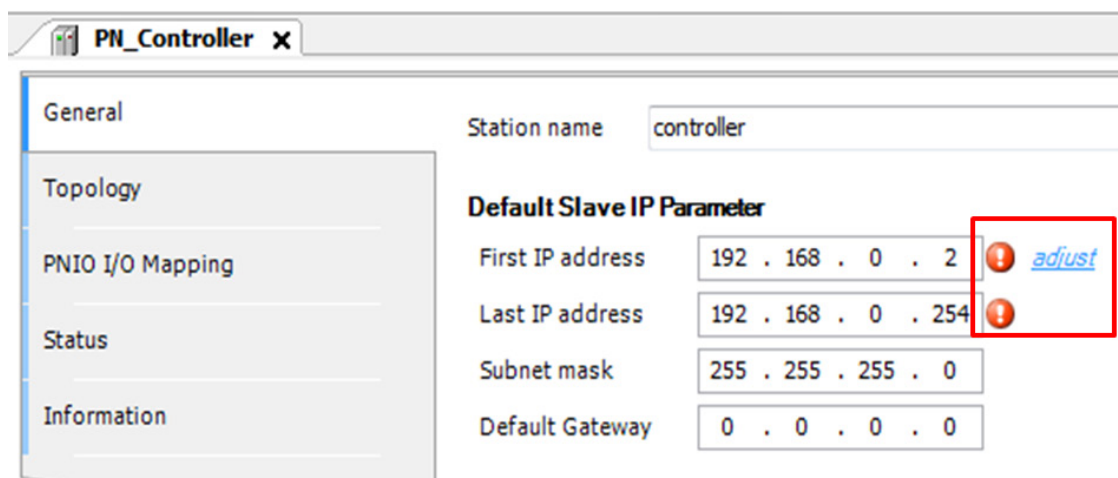 PN_Controller x
General
Station name controller
Topology
Default Slave IP Parameter
First IP address 192 . 168 . 0 . 2 ! adjust
PNIO I/O Mapping
Last IP address 192 . 168 . 0 . 254 !
Status
Subnet mask 255 . 255 . 255 . 0
Information
Default Gateway 0 . 0 . 0 . 0